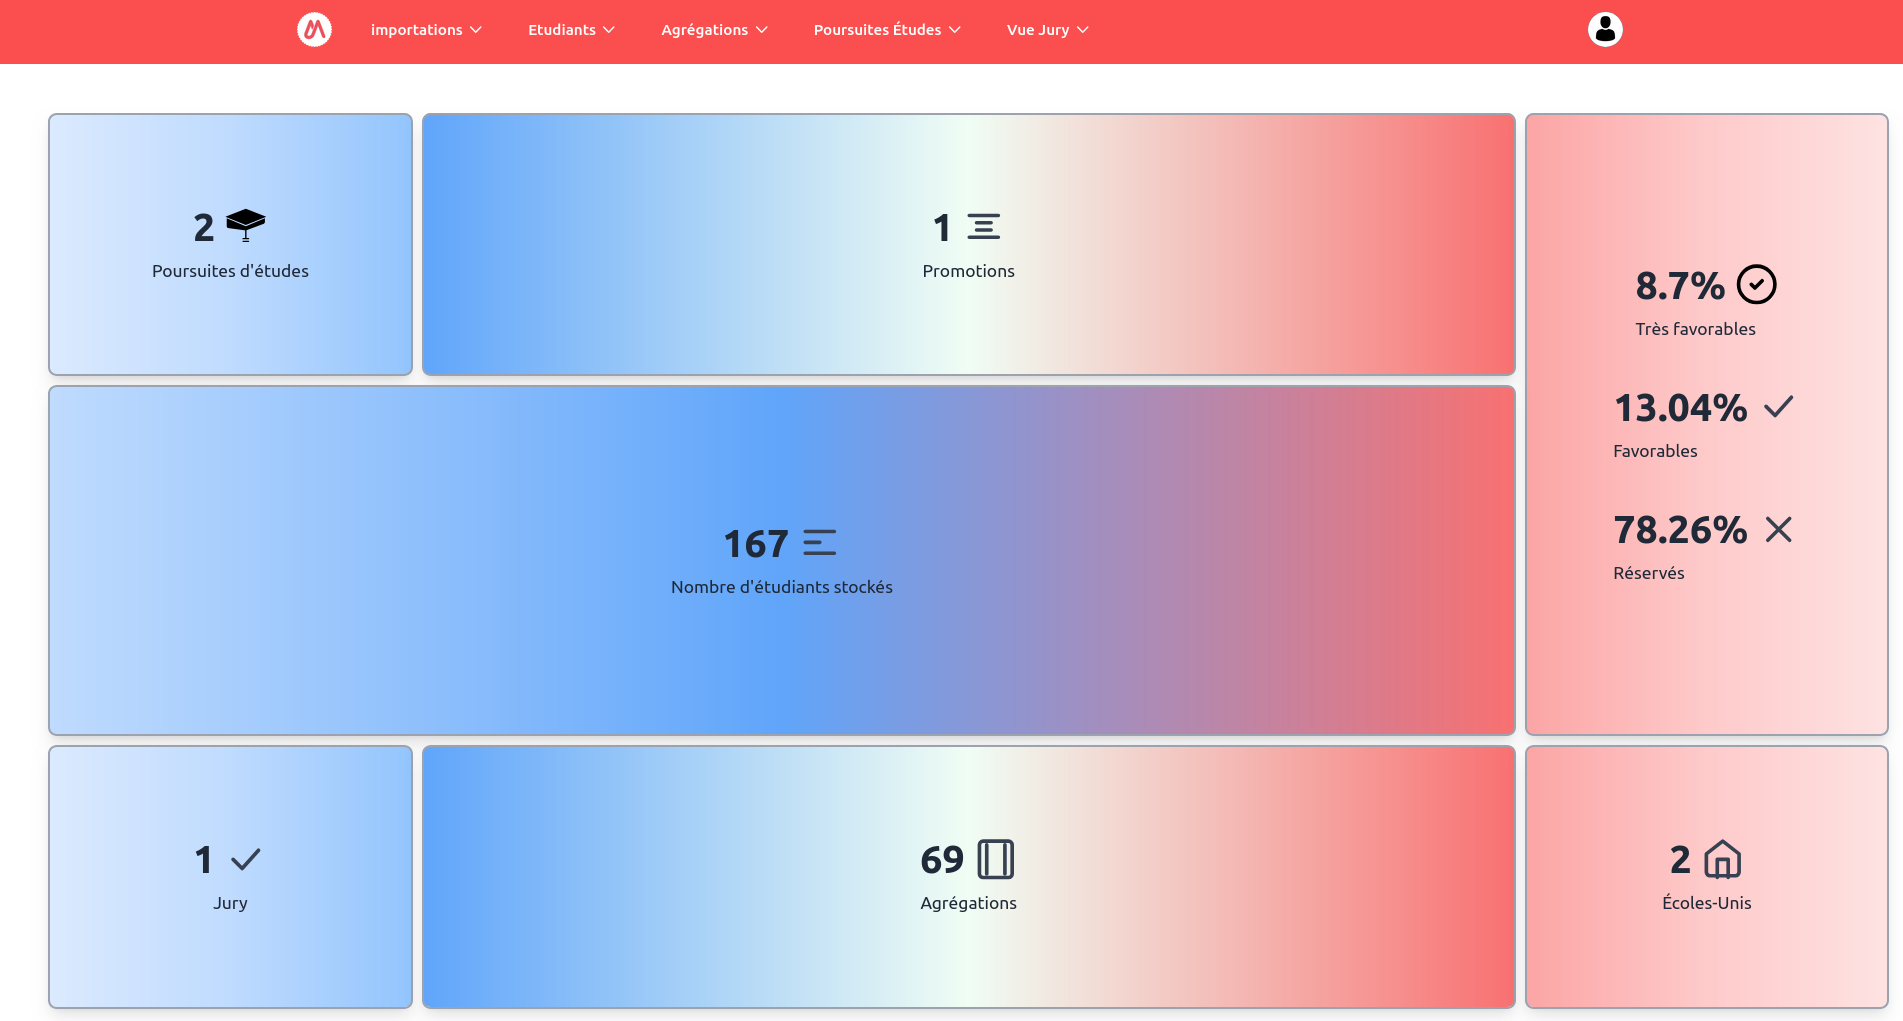 importations
Etudiants
Agrégations
Poursuites Études
Vue Jury
2
Poursuites d'études
1
Promotions
8.7%
Très favorables
13.04%
Favorables
78.26%
Réservés
167
Nombre d'étudiants stockés
1
Jury
69
Agrégations
2
Écoles-Unis